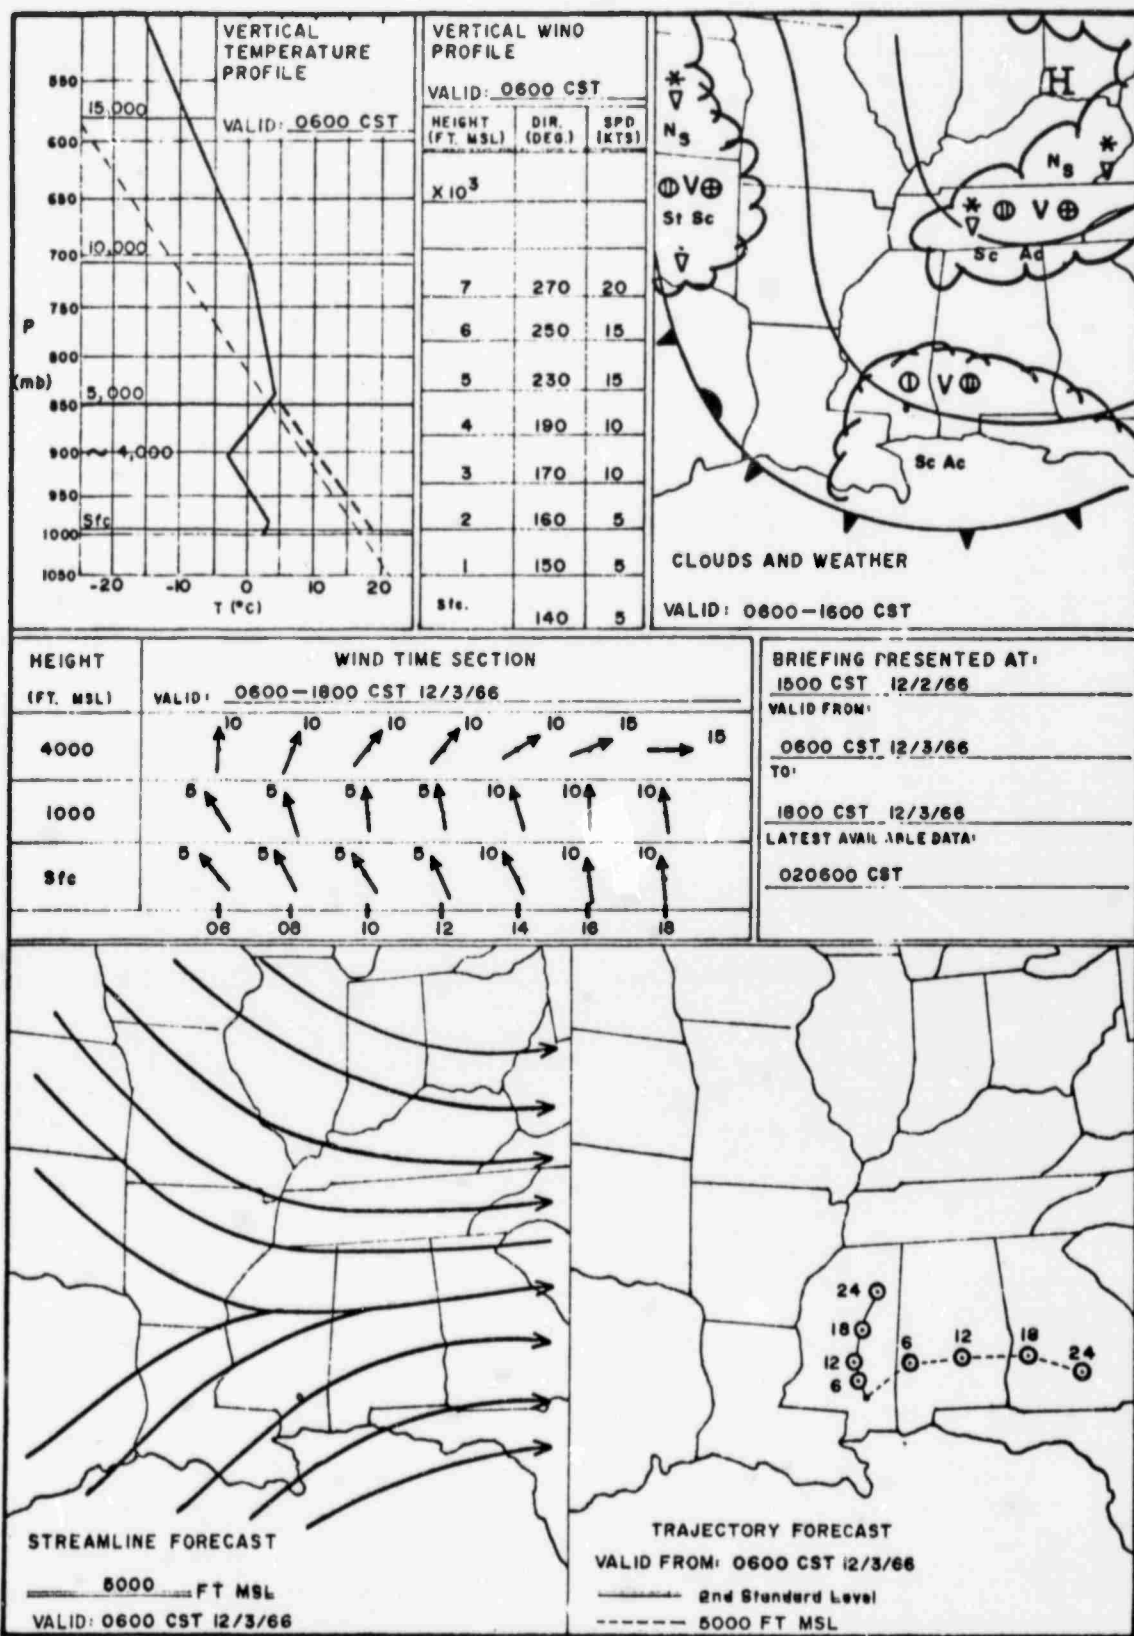 VERTICAL
TEMPERATURE
PROFILE
VALID: 0600 CST
550
15,000
600
650
10,000
700
750
P
800
(mb)
5,000
850
900
~ 4,000
950
Sfc
1000
1050
-20 -10 0 10 20
T (°C)
VERTICAL WIND
PROFILE
VALID: 0600 CST
HEIGHT DIR. SPD
(FT. MSL) (DEG.) (KTS)
X 10³
7 270 20
6 250 15
5 230 15
4 190 10
3 170 10
2 160 5
1 150 5
Sfc. 140 5
H
Ns
Ns
V
St Sc
V
Sc Ac
V
Sc Ac
CLOUDS AND WEATHER
VALID: 0600-1600 CST
HEIGHT
(FT. MSL)
WIND TIME SECTION
VALID: 0600-1800 CST 12/3/66
4000 10 10 10 10 10 15 15
1000 5 5 5 5 10 10 10
Sfc 5 5 5 5 10 10 10
06 08 10 12 14 16 18
BRIEFING PRESENTED AT:
1500 CST 12/2/66
VALID FROM:
0600 CST 12/3/66
TO:
1800 CST 12/3/66
LATEST AVAILABLE DATA:
020600 CST
STREAMLINE FORECAST
5000 FT MSL
VALID: 0600 CST 12/3/66
24
18
12
6
6 12 18 24
TRAJECTORY FORECAST
VALID FROM: 0600 CST 12/3/66
2nd Standard Level
5000 FT MSL